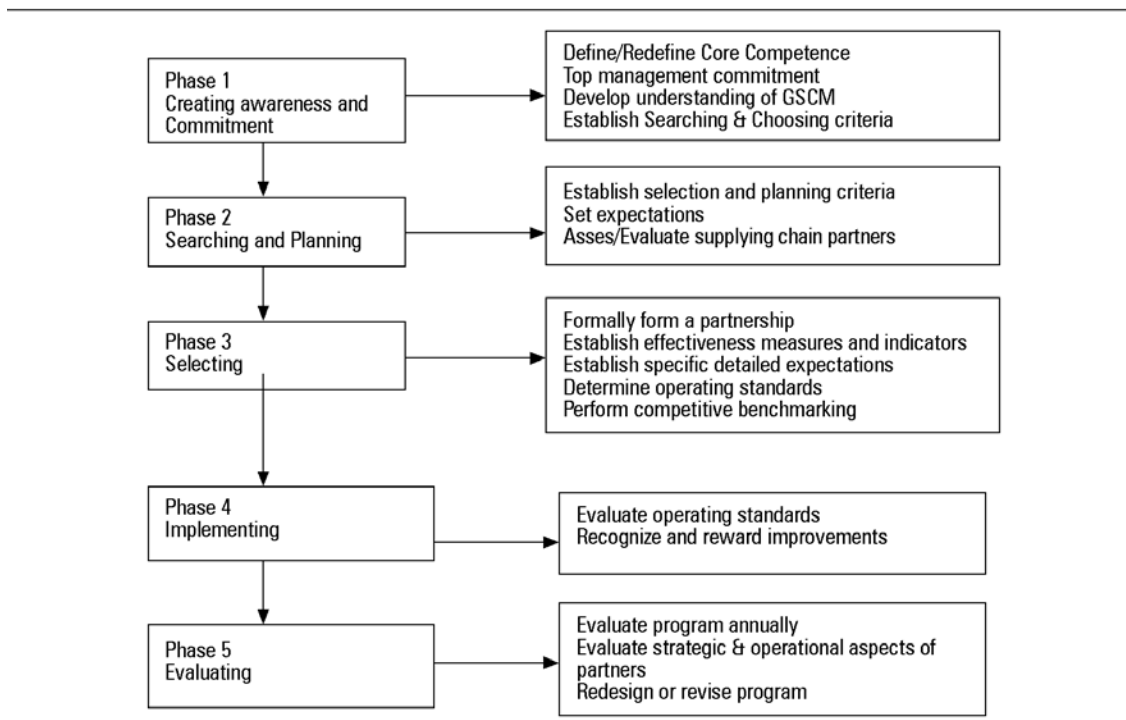 Phase 1
Creating awareness and
Commitment
Define/Redefine Core Competence
Top management commitment
Develop understanding of GSCM
Establish Searching & Choosing criteria
Phase 2
Searching and Planning
Establish selection and planning criteria
Set expectations
Asses/Evaluate supplying chain partners
Phase 3
Selecting
Formally form a partnership
Establish effectiveness measures and indicators
Establish specific detailed expectations
Determine operating standards
Perform competitive benchmarking
Phase 4
Implementing
Evaluate operating standards
Recognize and reward improvements
Phase 5
Evaluating
Evaluate program annually
Evaluate strategic & operational aspects of
partners
Redesign or revise program